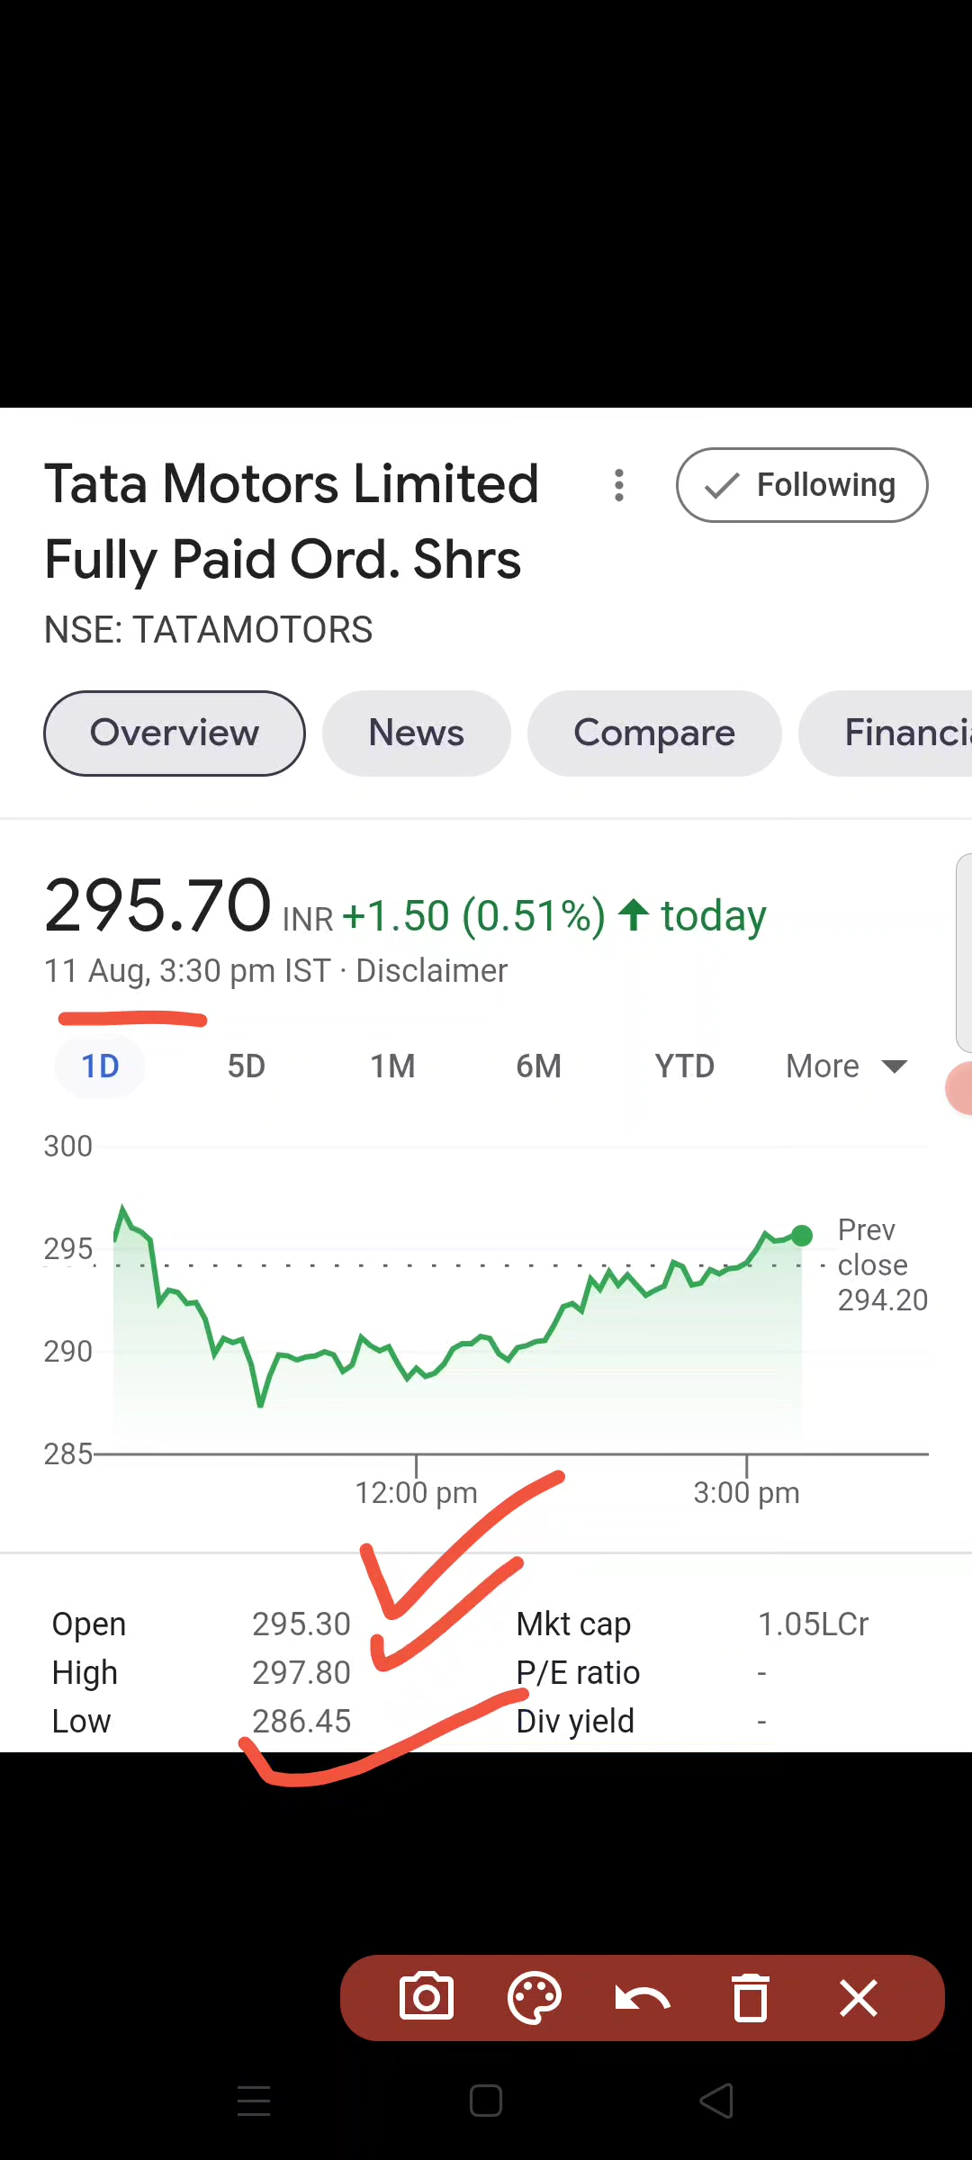 Tata Motors Limited
Fully Paid Ord. Shrs
Following
NSE: TATAMOTORS
Overview News Compare Financi
295.70 INR +1.50 (0.51%) ↑ today
11 Aug, 3:30 pm IST · Disclaimer
1D 5D 1M 6M YTD More
300
295
290
285
Prev
close
294.20
12:00 pm 3:00 pm
Open 295.30 Mkt cap 1.05LCr
High 297.80 P/E ratio -
Low 286.45 Div yield -